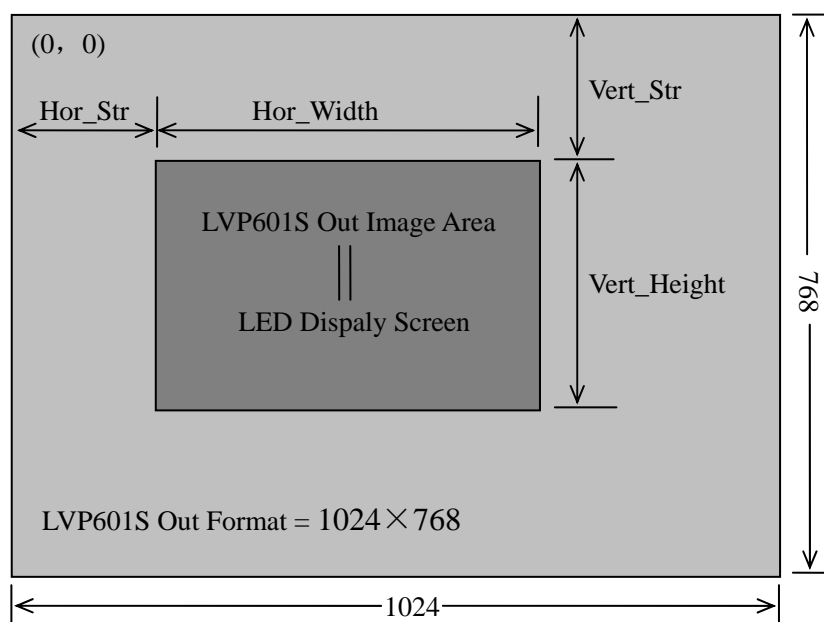 (0，0)
Hor_Str
Hor_Width
Vert_Str
LVP601S Out Image Area
LED Dispaly Screen
Vert_Height
768
LVP601S Out Format = 1024×768
1024